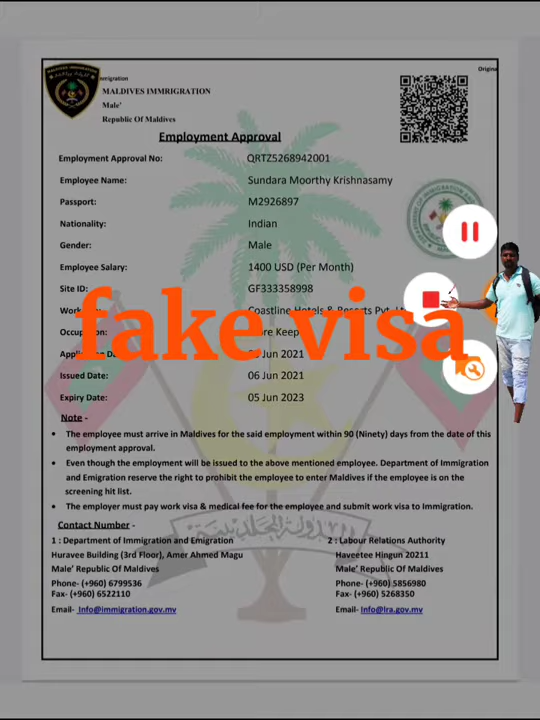 Original
mmigration
MALDIVES IMMRIGRATION
Male’
Republic Of Maldives
Employment Approval
Employment Approval No: QRTZ5268942001
Employee Name: Sundara Moorthy Krishnasamy
Passport: M2926897
Nationality: Indian
Gender: Male
Employee Salary: 1400 USD (Per Month)
Site ID: GF333358998
Coastline Hotels & Resorts Pvt.
fake visa
Jun 2021
Issued Date: 06 Jun 2021
Expiry Date: 05 Jun 2023
Note -
• The employee must arrive in Maldives for the said employment within 90 (Ninety) days from the date of this
employment approval.
• Even though the employment will be issued to the above mentioned employee. Department of Immigration
and Emigration reserve the right to prohibit the employee to enter Maldives if the employee is on the
screening hit list.
• The employer must pay work visa & medical fee for the employee and submit work visa to Immigration.
Contact Number -
1 : Department of Immigration and Emigration
Huravee Building (3rd Floor), Amer Ahmed Magu
Male’ Republic Of Maldives
Phone- (+960) 6799536
Fax- (+960) 6522110
Email- Info@immigration.gov.mv
2 : Labour Relations Authority
Haveetee Hingun 20211
Male’ Republic Of Maldives
Phone- (+960) 5856980
Fax- (+960) 5268350
Email- Info@lra.gov.mv